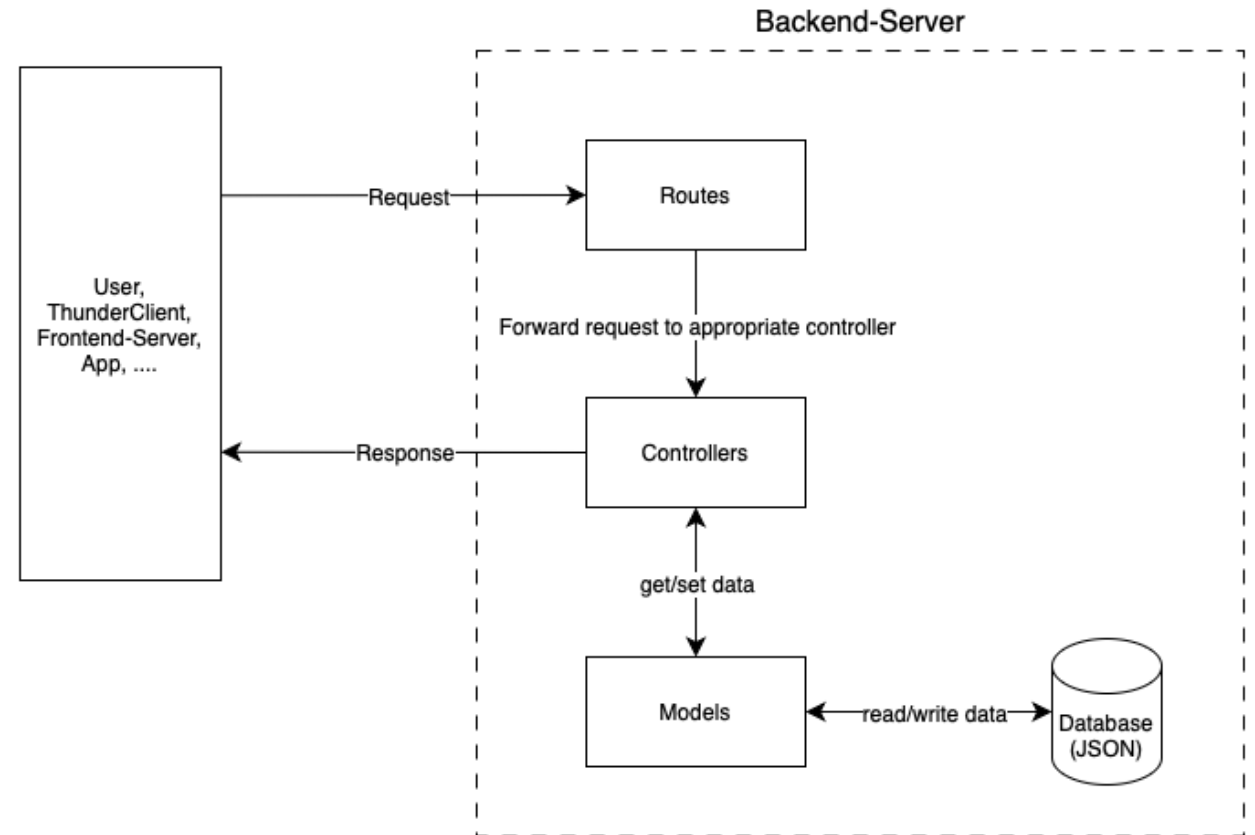 Backend-Server
Request
Routes
User,
ThunderClient,
Frontend-Server,
App, ....
Forward request to appropriate controller
Response
Controllers
get/set data
Models
read/write data
Database
(JSON)